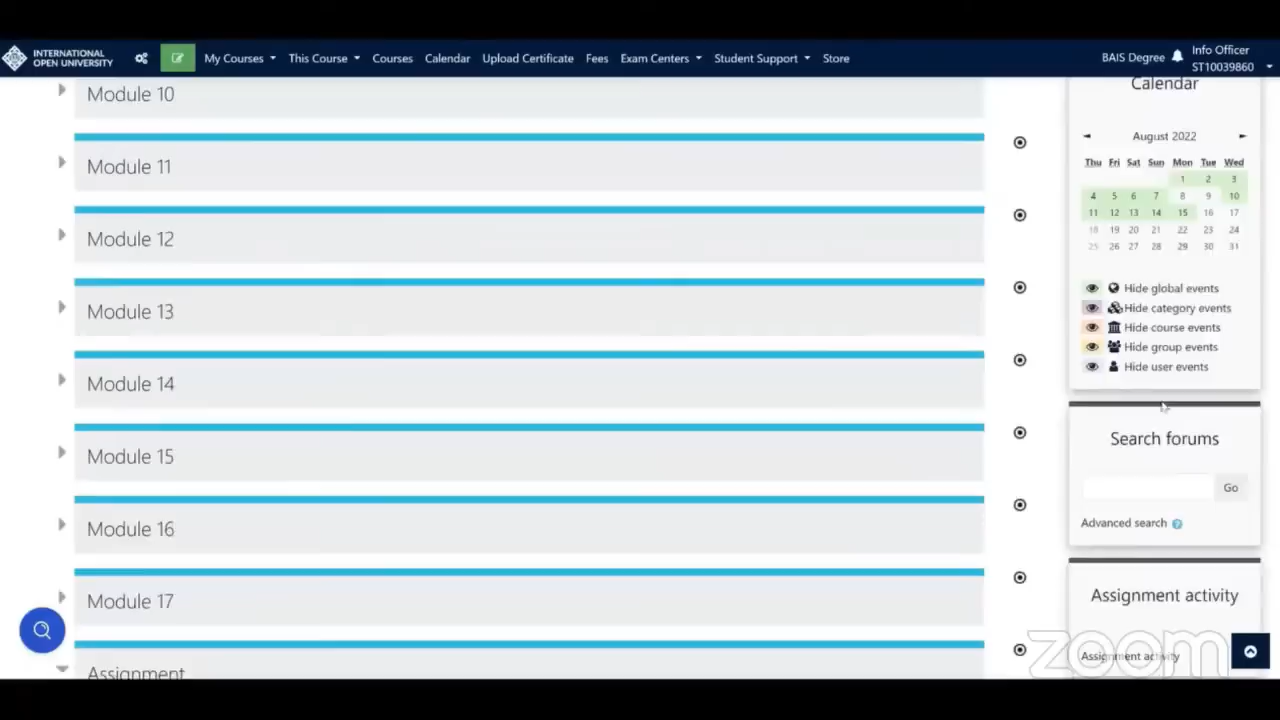 INTERNATIONAL
OPEN UNIVERSITY
My Courses
This Course
Courses
Calendar
Upload Certificate
Fees
Exam Centers
Student Support
Store
BAIS Degree
Info Officer
ST10039860
Module 10
Module 11
Module 12
Module 13
Module 14
Module 15
Module 16
Module 17
Assignment
Calendar
◄ August 2022 ►
Thu Fri Sat Sun Mon Tue Wed
1 2 3
4 5 6 7 8 9 10
11 12 13 14 15 16 17
18 19 20 21 22 23 24
25 26 27 28 29 30 31
Hide global events
Hide category events
Hide course events
Hide group events
Hide user events
Search forums
Go
Advanced search ?
Assignment activity
Assignment activity
zoom